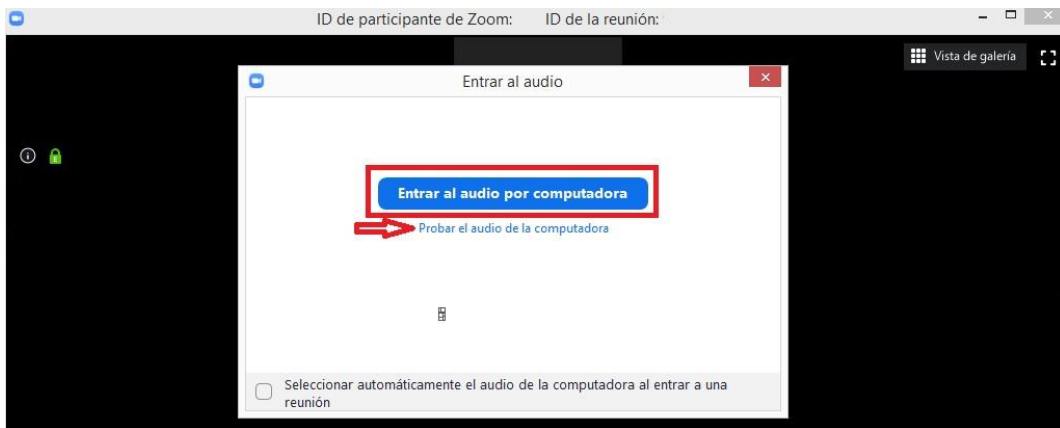 ID de participante de Zoom: ID de la reunión:
Vista de galería
Entrar al audio
Entrar al audio por computadora
Probar el audio de la computadora
Seleccionar automáticamente el audio de la computadora al entrar a una
reunión